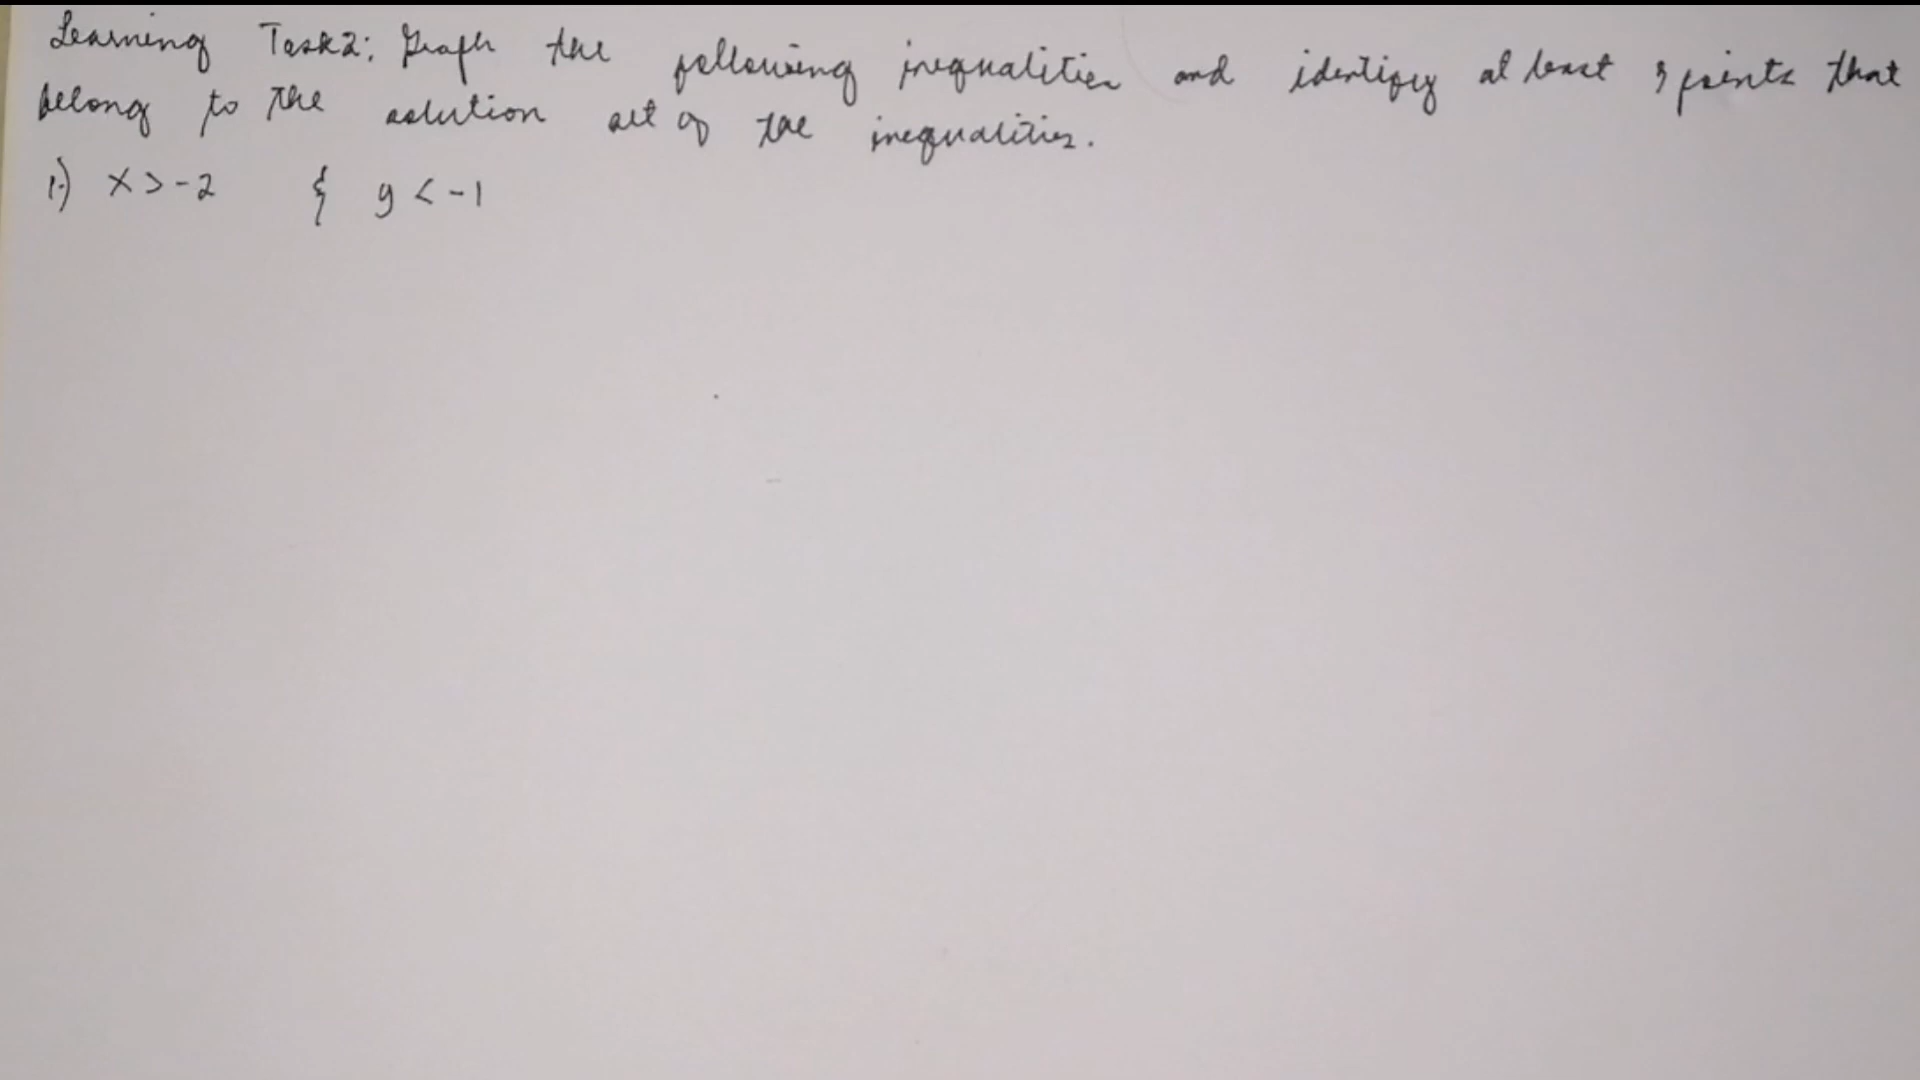 Learning Task 2: Graph the following inequalities and identify at least 3 points that
belong to the solution set of the inequalities.
1.) x > -2 & y < -1